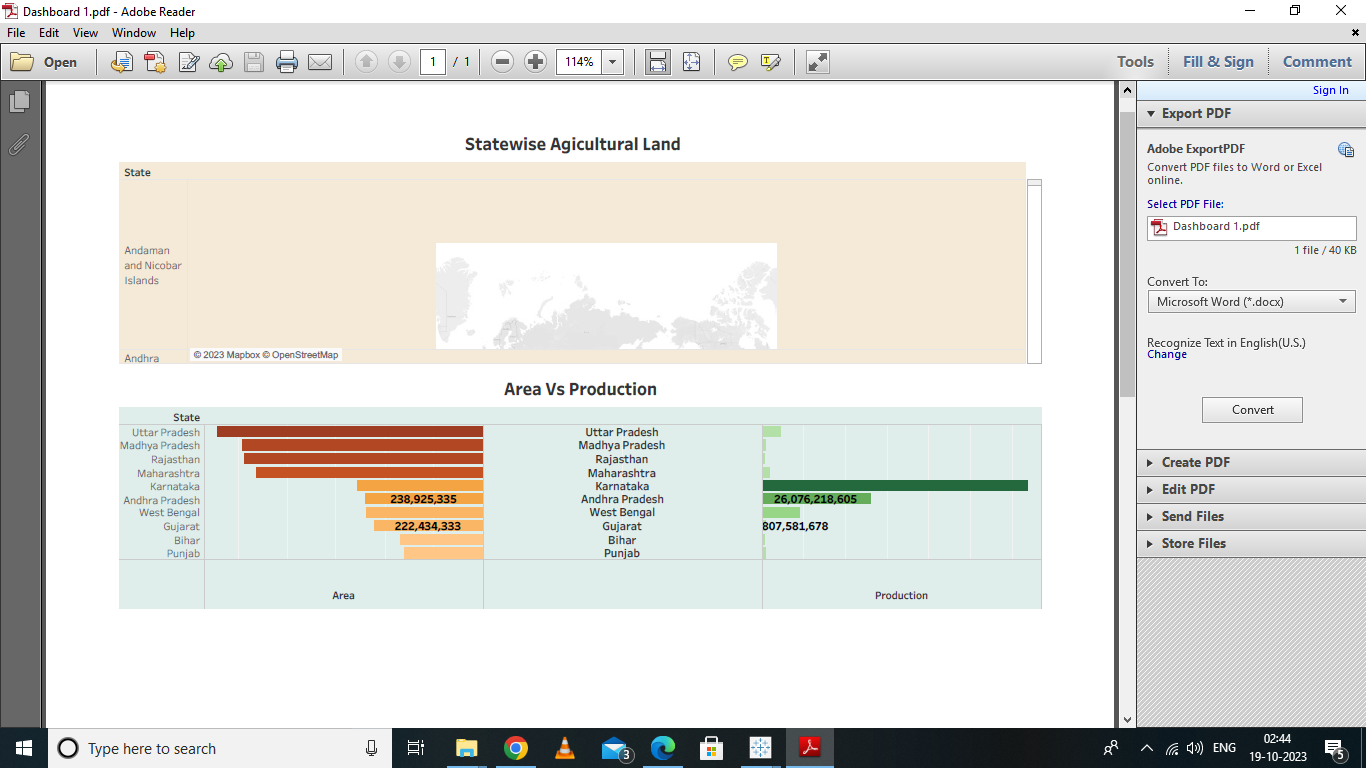 Dashboard 1.pdf - Adobe Reader
File Edit View Window Help
Open 1 / 1 114% Tools Fill & Sign Comment
Sign In
Export PDF
Adobe ExportPDF
Convert PDF files to Word or Excel
online.
Select PDF File:
Dashboard 1.pdf
1 file / 40 KB
Convert To:
Microsoft Word (*.docx)
Recognize Text in English(U.S.)
Change
Convert
Create PDF
Edit PDF
Send Files
Store Files
Statewise Agicultural Land
State
Andaman
and Nicobar
Islands
Andhra
© 2023 Mapbox © OpenStreetMap
Area Vs Production
State
Uttar Pradesh Uttar Pradesh
Madhya Pradesh Madhya Pradesh
Rajasthan Rajasthan
Maharashtra Maharashtra
Karnataka Karnataka
Andhra Pradesh 238,925,335 Andhra Pradesh 26,076,218,605
West Bengal West Bengal
Gujarat 222,434,333 Gujarat 807,581,678
Bihar Bihar
Punjab Punjab
Area Production
Type here to search
3
ENG
02:44
19-10-2023
5